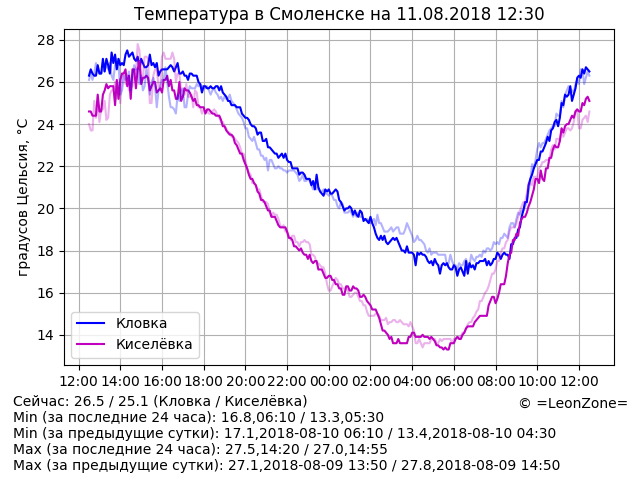 Температура в Смоленске на 11.08.2018 12:30
градусов Цельсия, °C
28
26
24
22
20
18
16
14
Кловка
Киселёвка
12:00 14:00 16:00 18:00 20:00 22:00 00:00 02:00 04:00 06:00 08:00 10:00 12:00
Сейчас: 26.5 / 25.1 (Кловка / Киселёвка)
© =LeonZone=
Min (за последние 24 часа): 16.8,06:10 / 13.3,05:30
Min (за предыдущие сутки): 17.1,2018-08-10 06:10 / 13.4,2018-08-10 04:30
Max (за последние 24 часа): 27.5,14:20 / 27.0,14:55
Max (за предыдущие сутки): 27.1,2018-08-09 13:50 / 27.8,2018-08-09 14:50